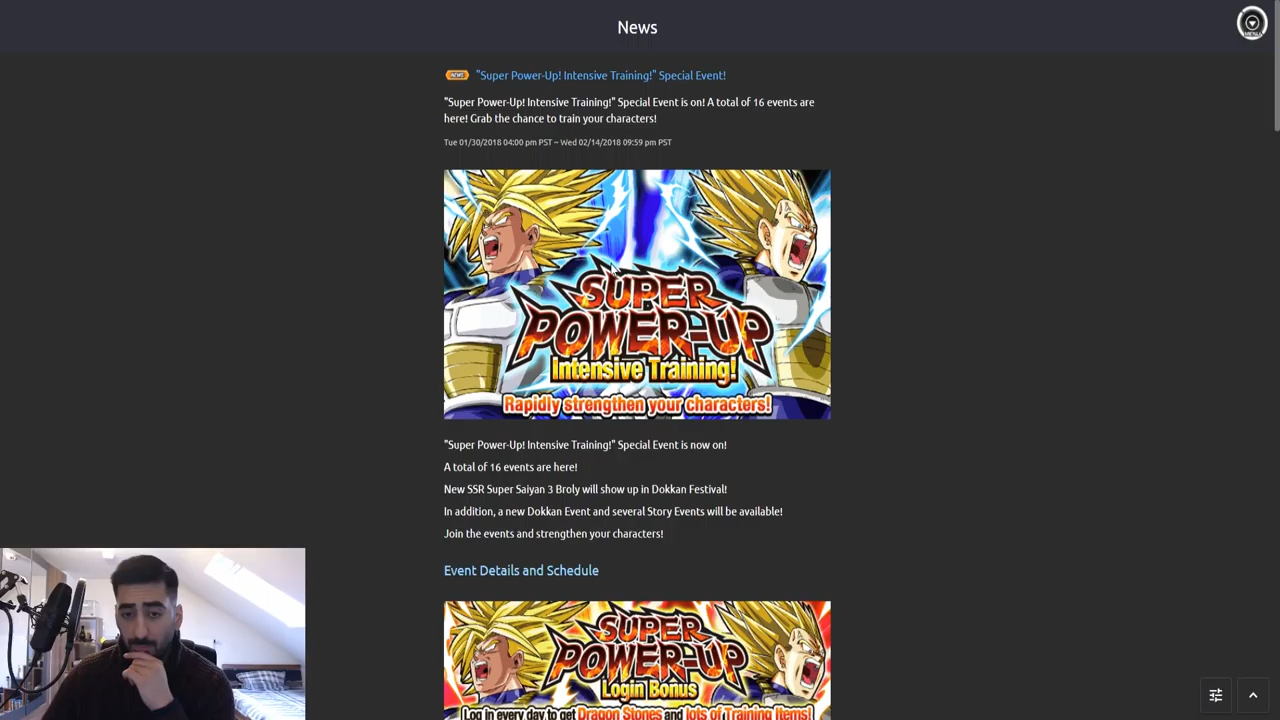 News
MENU
NEWS "Super Power-Up! Intensive Training!" Special Event!
"Super Power-Up! Intensive Training!" Special Event is on! A total of 16 events are
here! Grab the chance to train your characters!
Tue 01/30/2018 04:00 pm PST ~ Wed 02/14/2018 09:59 pm PST
SUPER
POWER-UP
Intensive Training!
Rapidly strengthen your characters!
"Super Power-Up! Intensive Training!" Special Event is now on!
A total of 16 events are here!
New SSR Super Saiyan 3 Broly will show up in Dokkan Festival!
In addition, a new Dokkan Event and several Story Events will be available!
Join the events and strengthen your characters!
Event Details and Schedule
SUPER
POWER-UP
Login Bonus
Log in every day to get Dragon Stones and lots of Training Items!